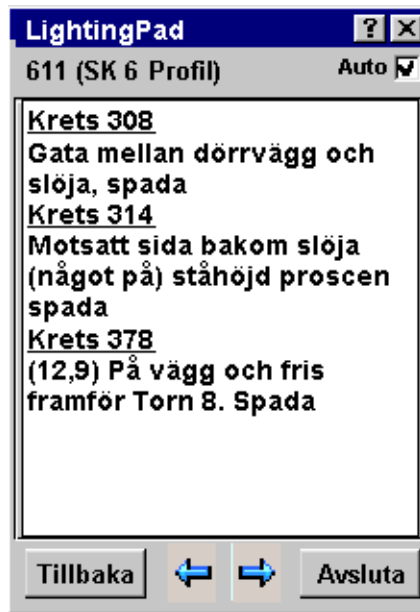 LightingPad
611 (SK 6 Profil) Auto
Krets 308
Gata mellan dörrvägg och
slöja, spada
Krets 314
Motsatt sida bakom slöja
(något på) ståhöjd proscen
spada
Krets 378
(12,9) På vägg och fris
framför Torn 8. Spada
Tillbaka Avsluta